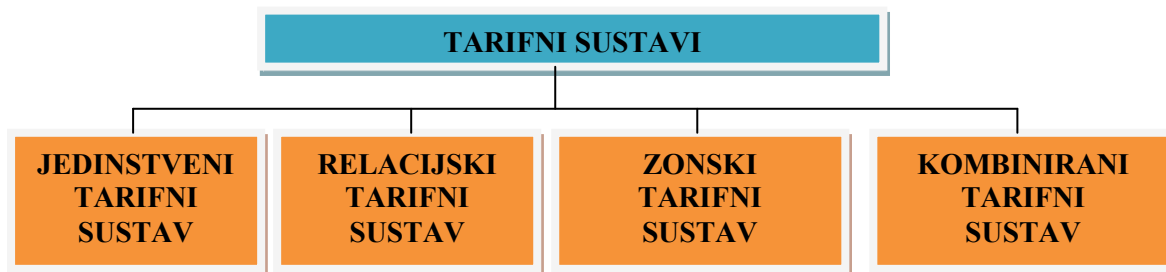 TARIFNI SUSTAVI
JEDINSTVENI
TARIFNI
SUSTAV
RELACIJSKI
TARIFNI
SUSTAV
ZONSKI
TARIFNI
SUSTAV
KOMBINIRANI
TARIFNI
SUSTAV